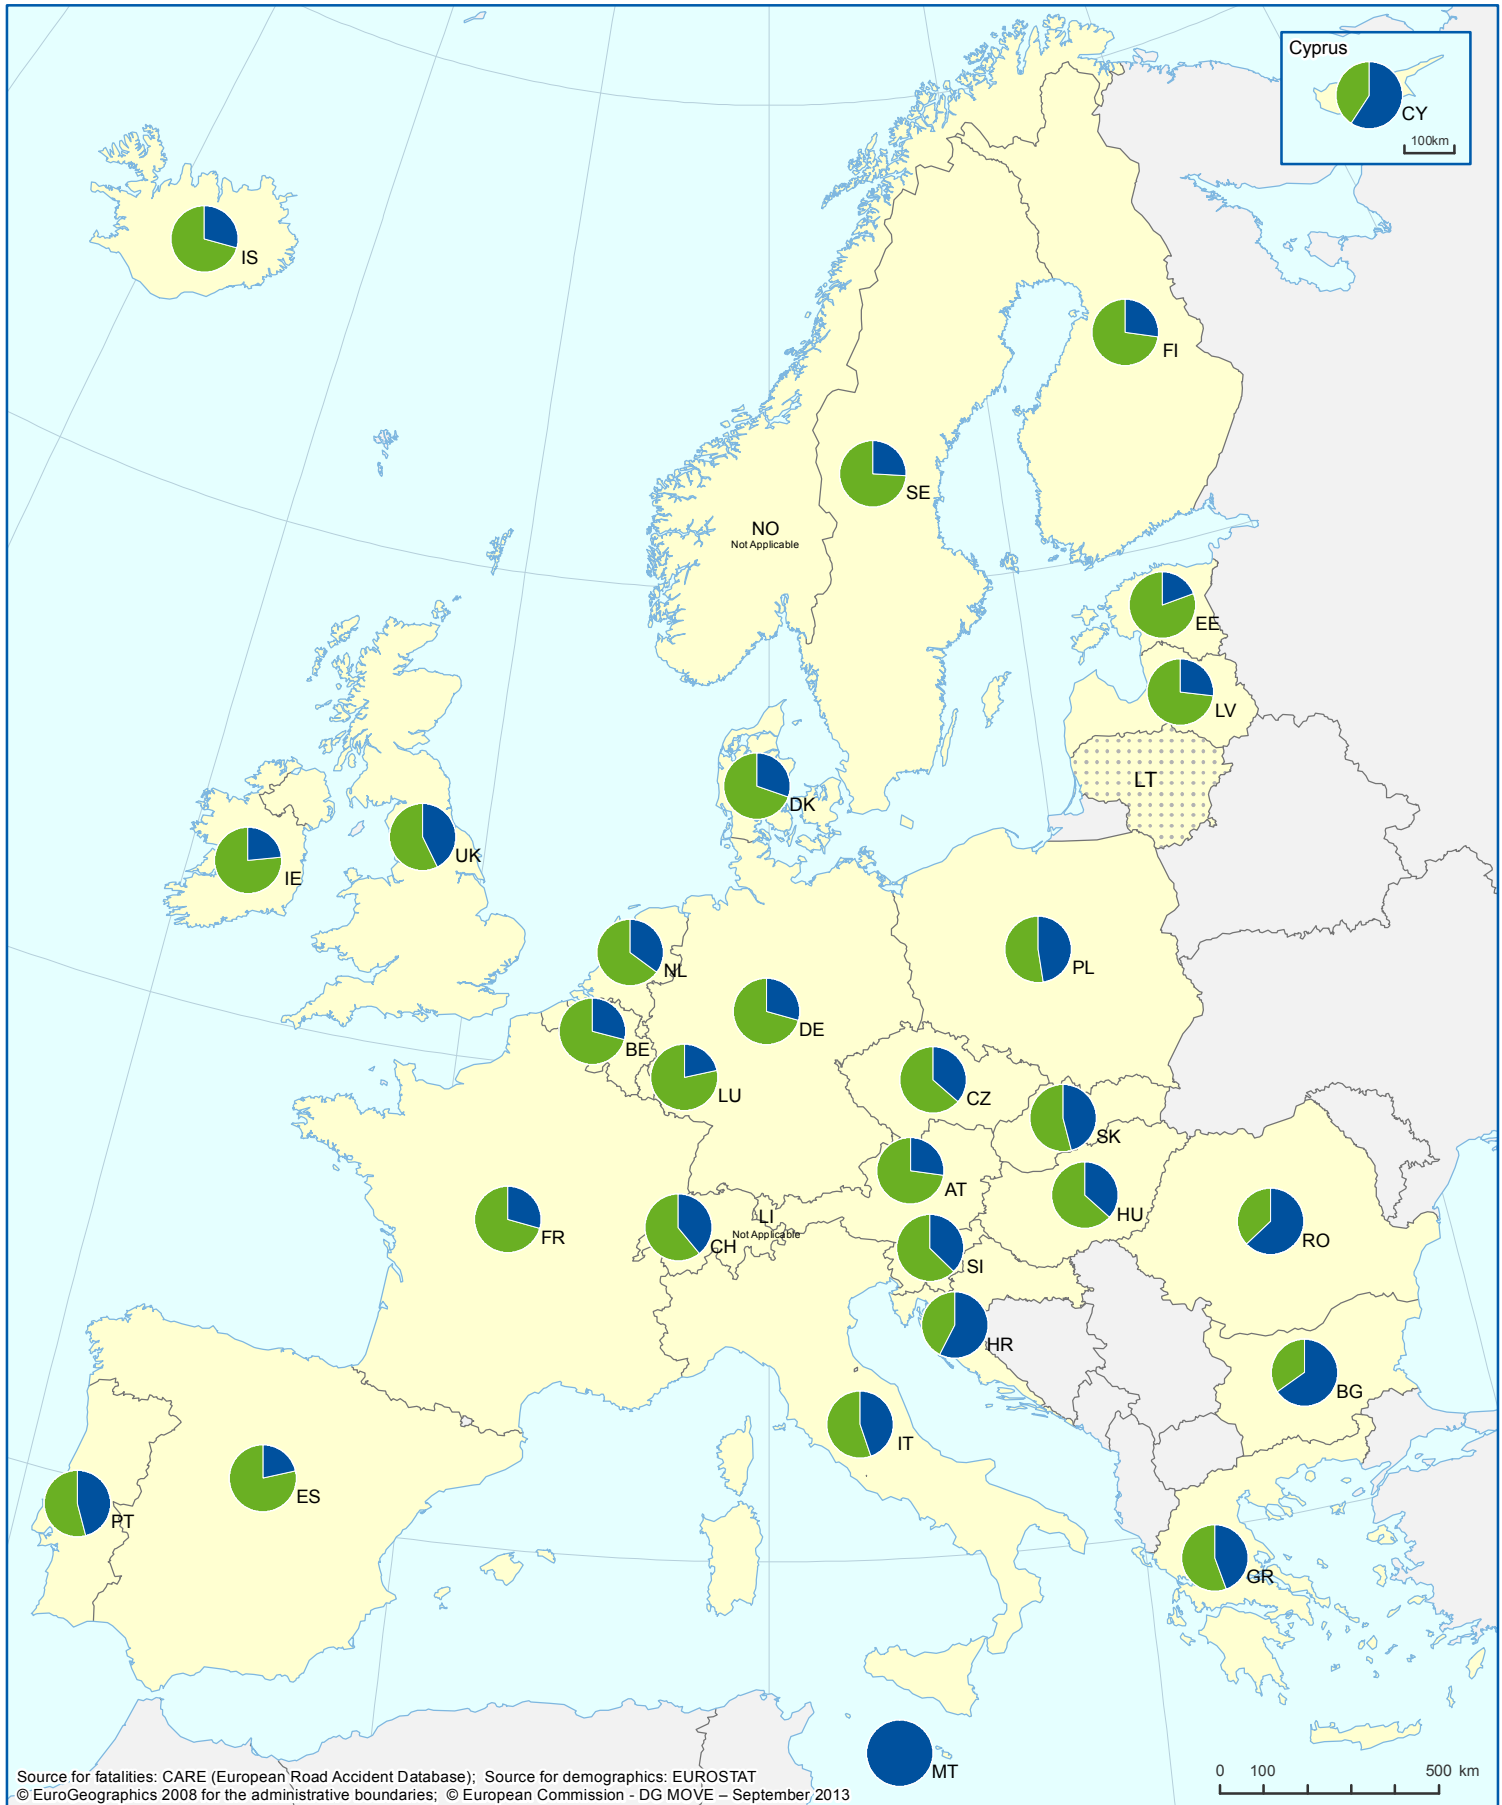 Cyprus
CY
100km
IS
FI
SE
NO
Not Applicable
EE
LV
LT
DK
UK
IE
NL
PL
DE
BE
LU
CZ
SK
AT
HU
FR
CH
LI
Not Applicable
RO
SI
HR
BG
IT
ES
PT
GR
MT
0 100 500 km
Source for fatalities: CARE (European Road Accident Database); Source for demographics: EUROSTAT
© EuroGeographics 2008 for the administrative boundaries; © European Commission - DG MOVE – September 2013